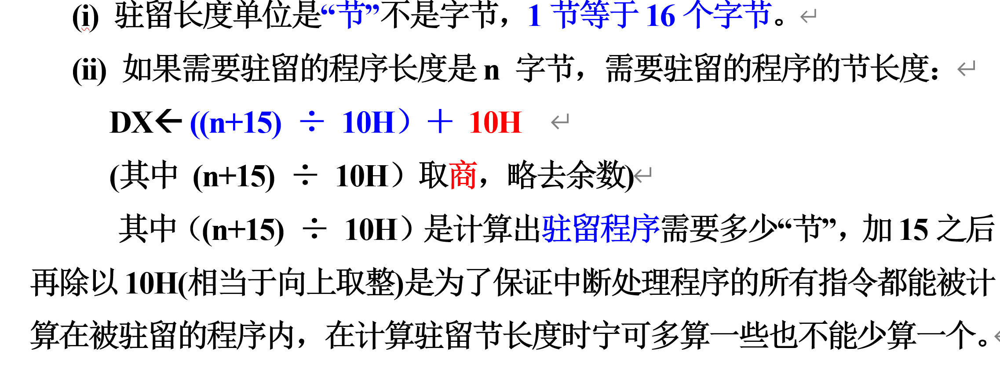 (i) 驻留长度单位是“节”不是字节，1 节等于 16 个字节。↵
(ii) 如果需要驻留的程序长度是 n 字节，需要驻留的程序的节长度：↵
DX← ((n+15) ÷ 10H）＋ 10H ↵
(其中 (n+15) ÷ 10H）取商，略去余数)↵
其中（(n+15) ÷ 10H）是计算出驻留程序需要多少“节”，加 15 之后
再除以 10H(相当于向上取整)是为了保证中断处理程序的所有指令都能被计
算在被驻留的程序内，在计算驻留节长度时宁可多算一些也不能少算一个。↵